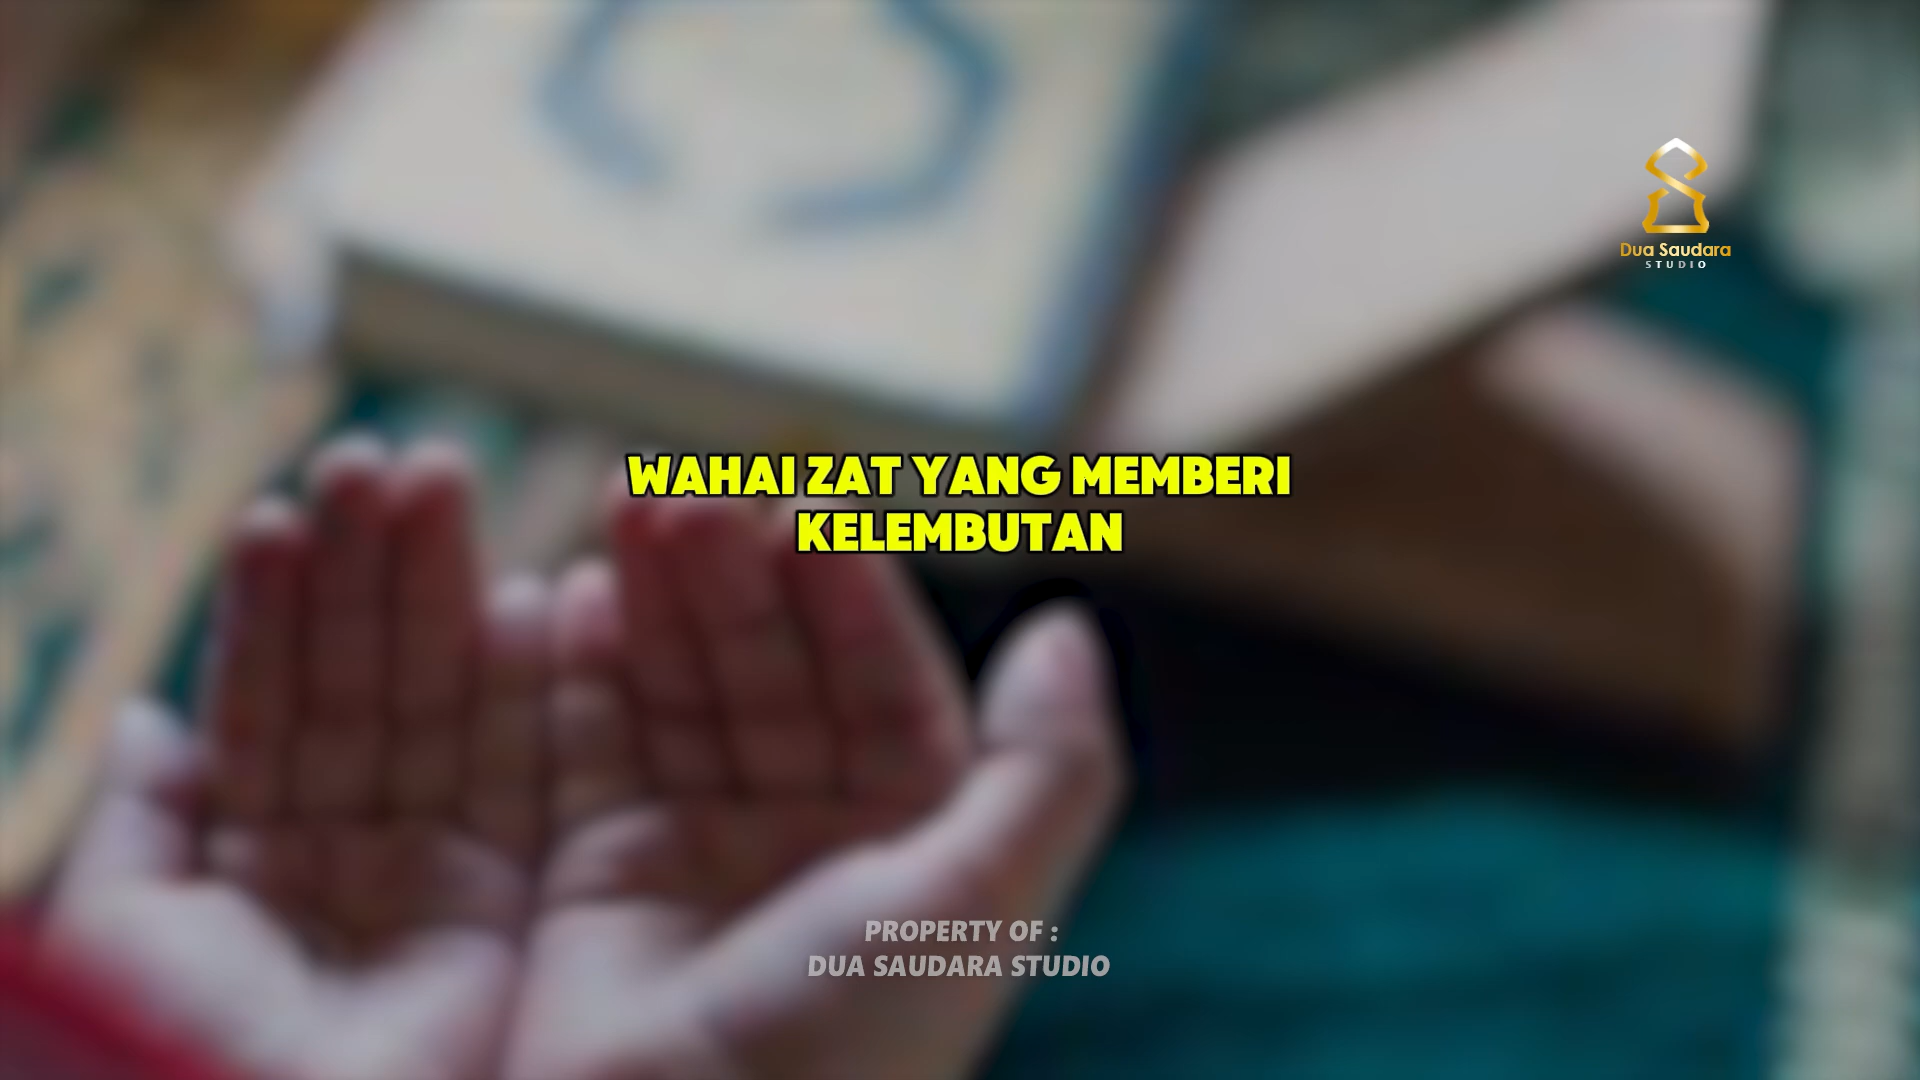 Dua Saudara
STUDIO
WAHAI ZAT YANG MEMBERI
KELEMBUTAN
PROPERTY OF :
DUA SAUDARA STUDIO